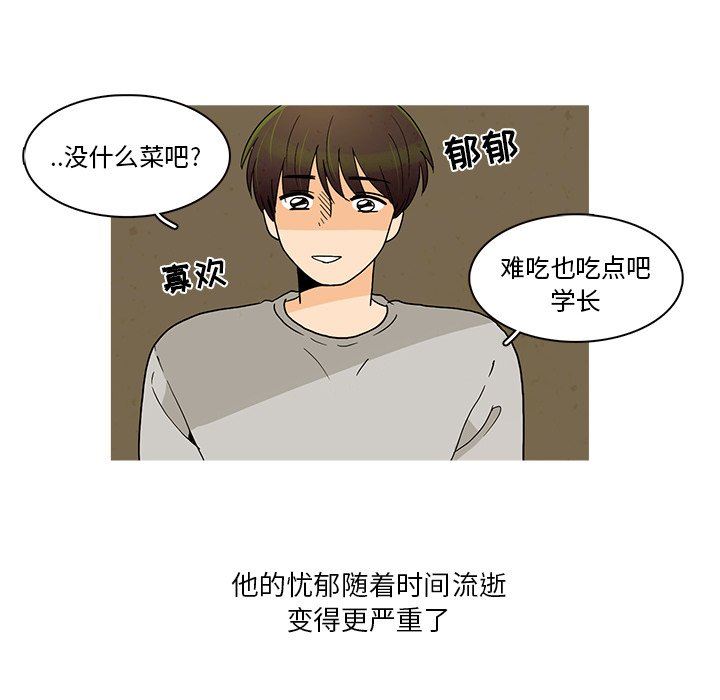 ..没什么菜吧?
郁郁
真欢
难吃也吃点吧
学长
他的忧郁随着时间流逝
变得更严重了